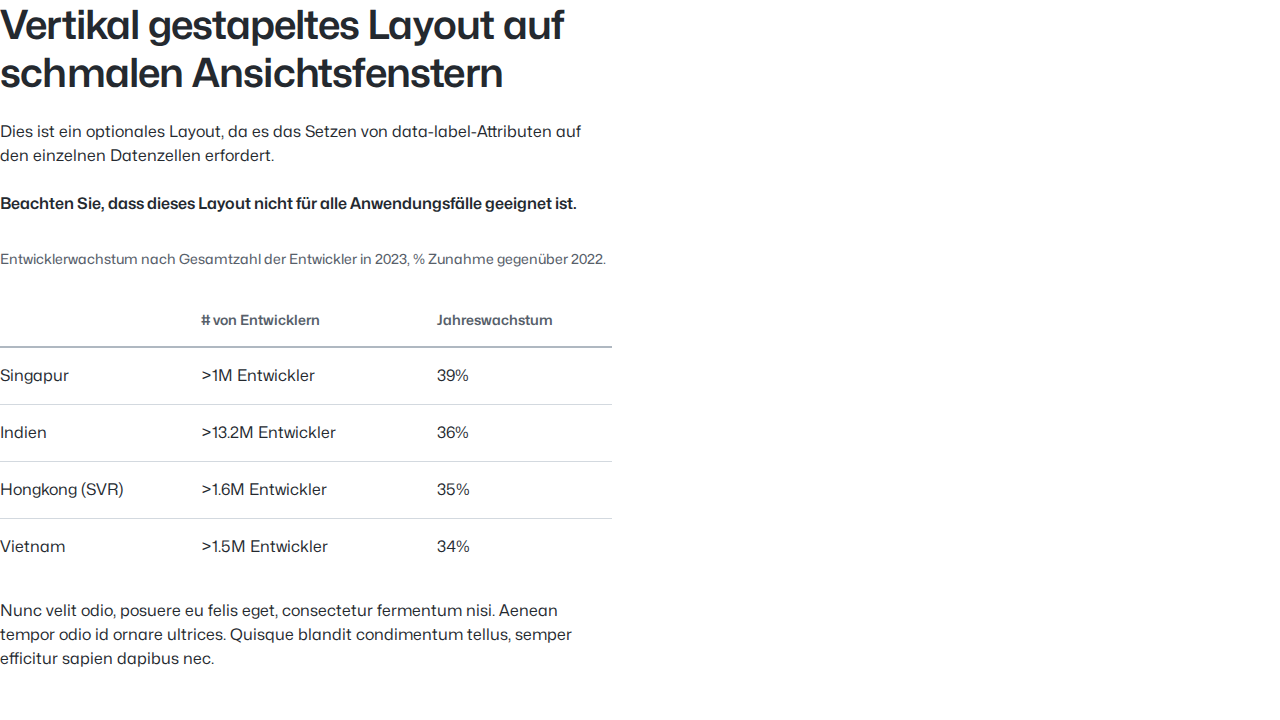 Vertikal gestapeltes Layout auf
schmalen Ansichtsfenstern
Dies ist ein optionales Layout, da es das Setzen von data-label-Attributen auf
den einzelnen Datenzellen erfordert.
Beachten Sie, dass dieses Layout nicht für alle Anwendungsfälle geeignet ist.
Entwicklerwachstum nach Gesamtzahl der Entwickler in 2023, % Zunahme gegenüber 2022.
# von Entwicklern Jahreswachstum
Singapur >1M Entwickler 39%
Indien >13.2M Entwickler 36%
Hongkong (SVR) >1.6M Entwickler 35%
Vietnam >1.5M Entwickler 34%
Nunc velit odio, posuere eu felis eget, consectetur fermentum nisi. Aenean
tempor odio id ornare ultrices. Quisque blandit condimentum tellus, semper
efficitur sapien dapibus nec.